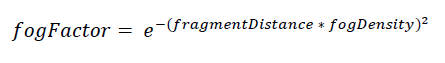 fogFactor = e^{-(fragmentDistance * fogDensity)^2}